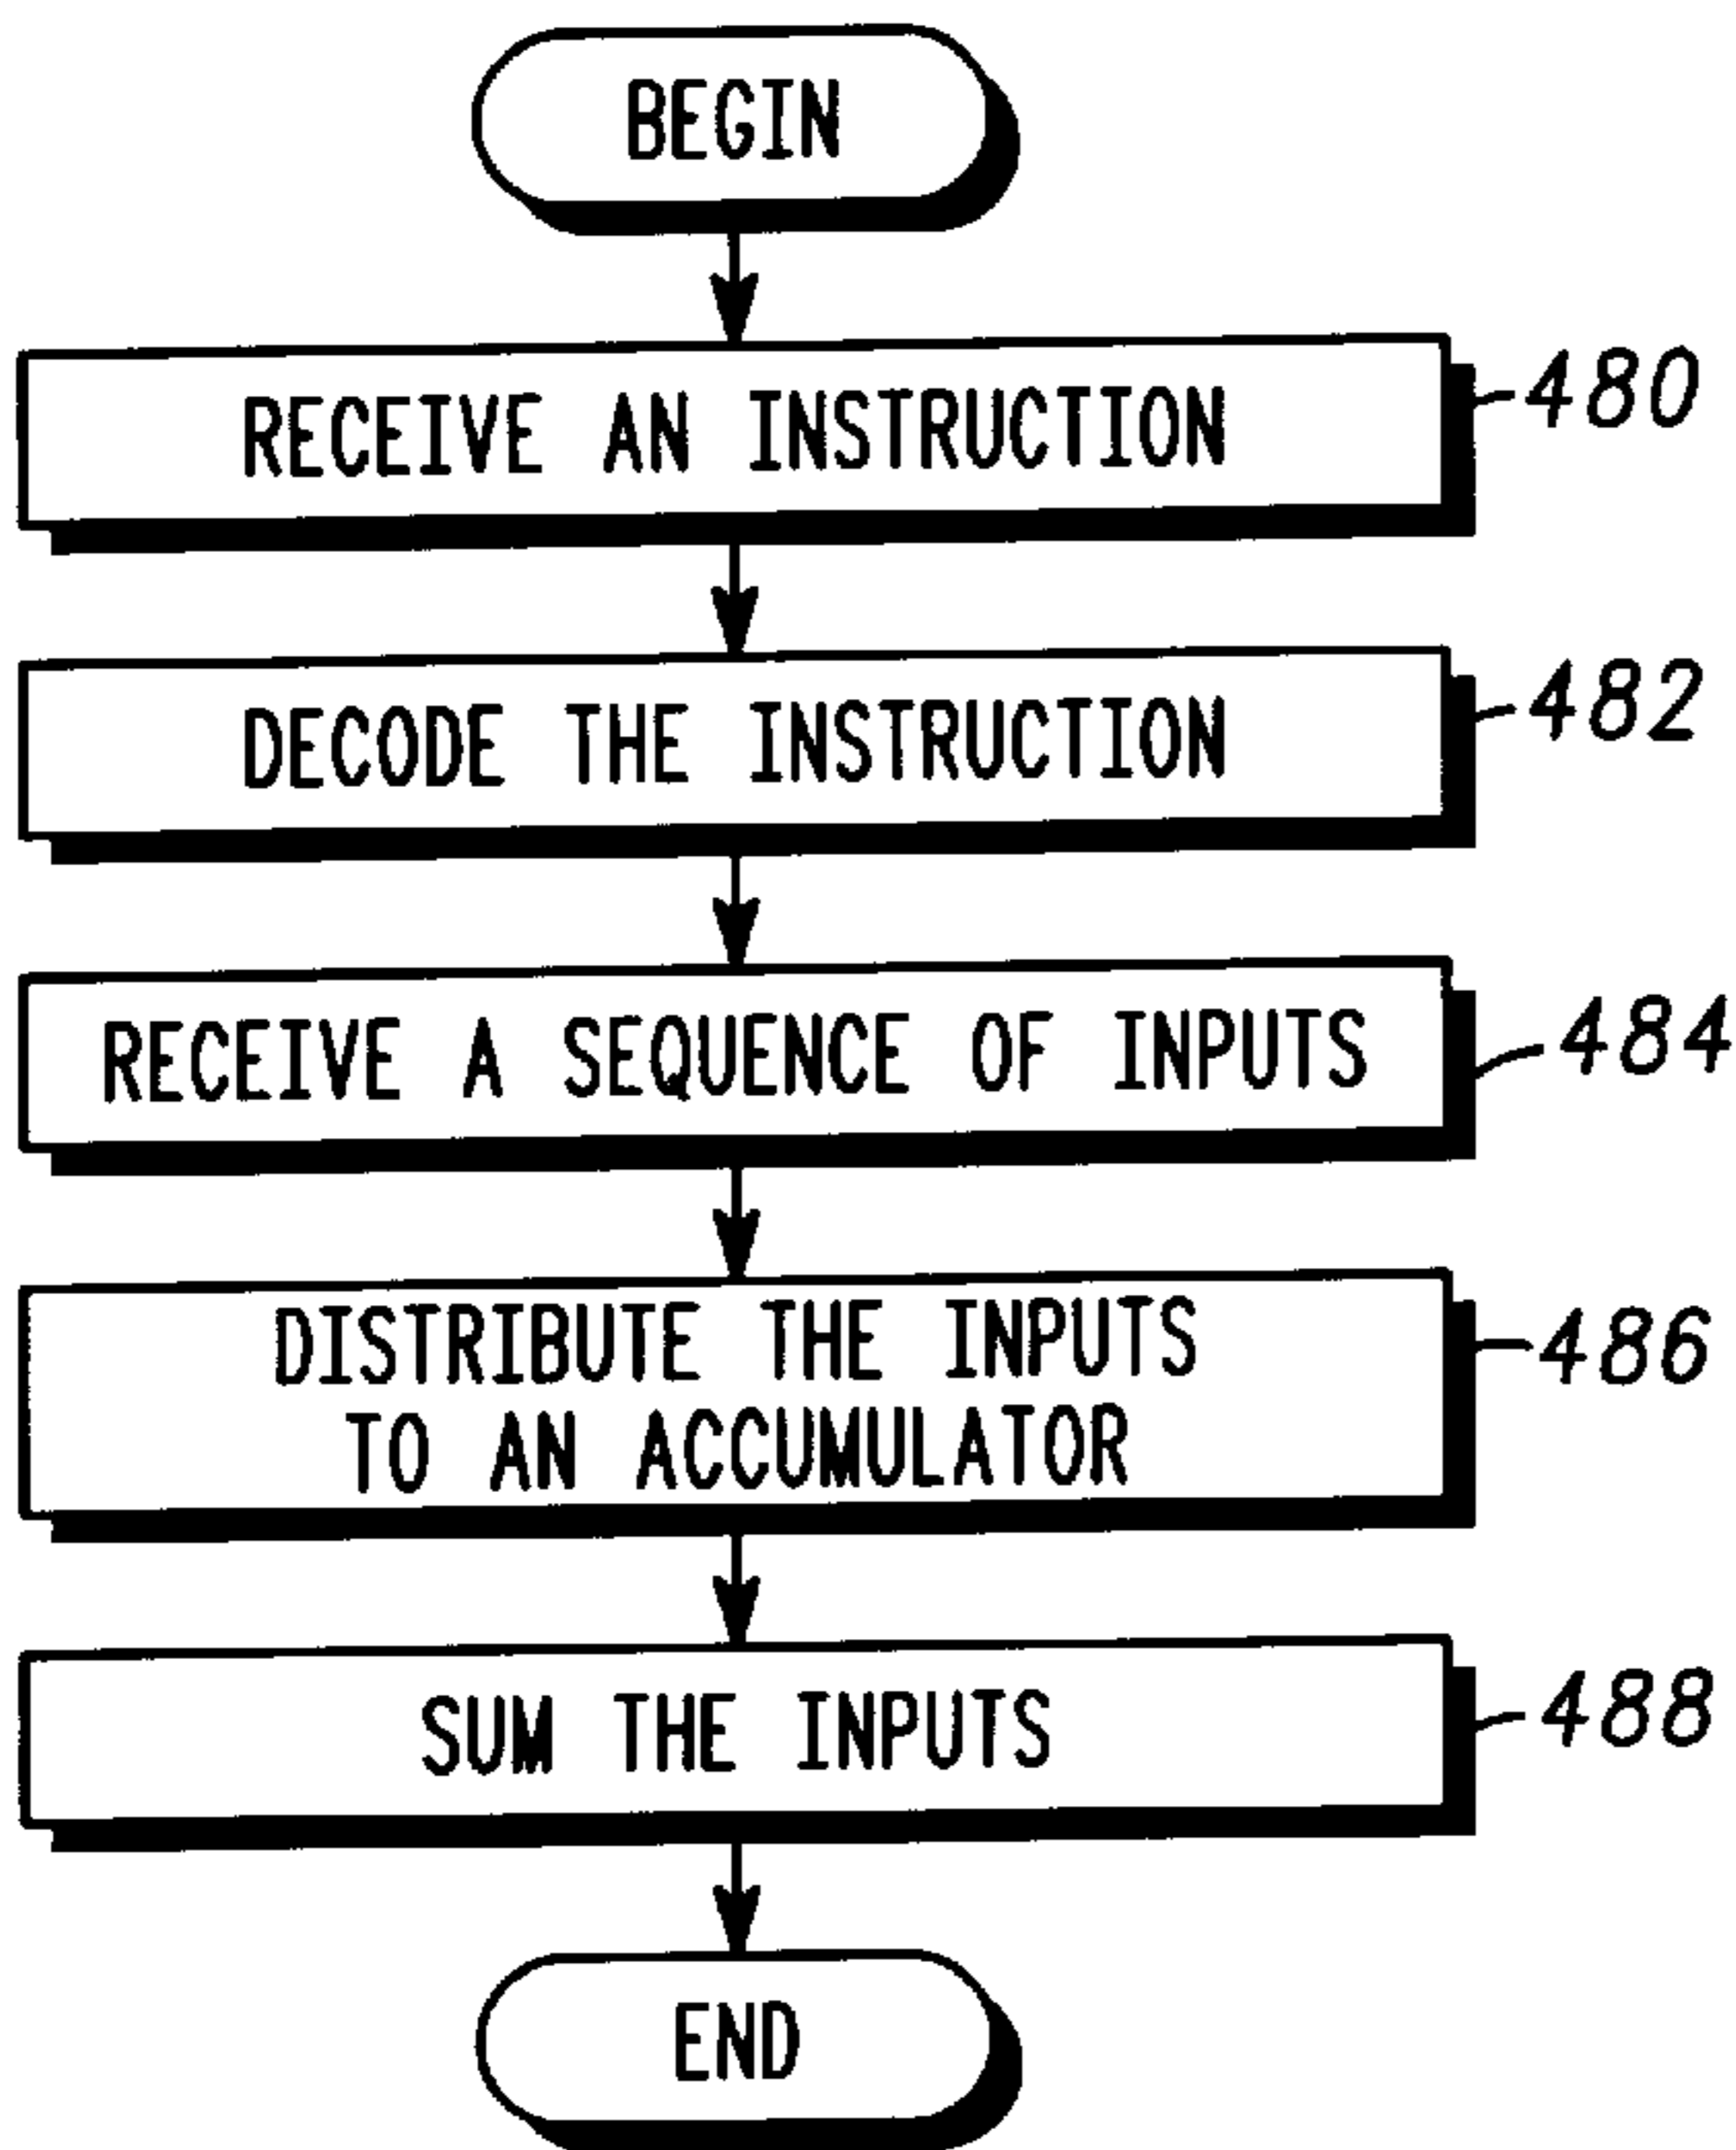 BEGIN
RECEIVE AN INSTRUCTION
480
DECODE THE INSTRUCTION
482
RECEIVE A SEQUENCE OF INPUTS
484
DISTRIBUTE THE INPUTS
TO AN ACCUMULATOR
486
SUM THE INPUTS
488
END